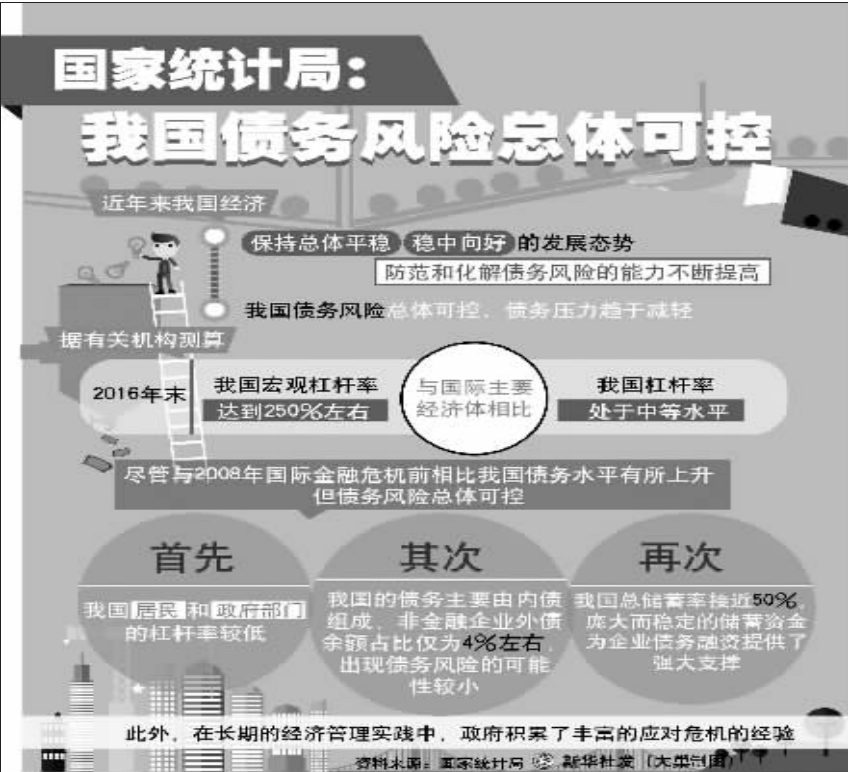 国家统计局:
我国债务风险总体可控
近年来我国经济
保持总体平稳 稳中向好 的发展态势
防范和化解债务风险的能力不断提高
我国债务风险总体可控，债务压力趋于减轻
据有关机构测算
2016年末
我国宏观杠杆率
达到250%左右
与国际主要
经济体相比
我国杠杆率
处于中等水平
尽管与2008年国际金融危机前相比我国债务水平有所上升
但债务风险总体可控
首先
我国居民和政府部门
的杠杆率较低
其次
我国的债务主要由内债
组成，非金融企业外债
余额占比仅为4%左右，
出现债务风险的可能
性较小
再次
我国总储蓄率接近50%，
庞大而稳定的储蓄资金
为企业债务融资提供了
强大支撑
此外，在长期的经济管理实践中，政府积累了丰富的应对危机的经验
资料来源：国家统计局 新华社发（大巢制图）